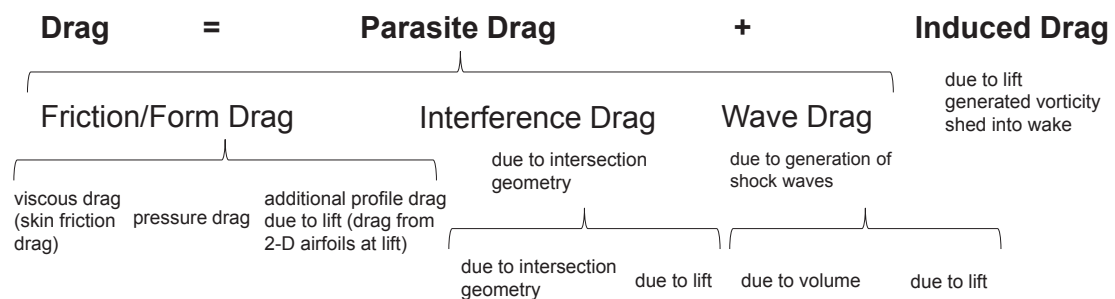 Drag = Parasite Drag + Induced Drag
due to lift
generated vorticity
shed into wake
Friction/Form Drag Interference Drag Wave Drag
due to intersection
geometry
due to generation of
shock waves
viscous drag
(skin friction
drag)
pressure drag
additional profile drag
due to lift (drag from
2-D airfoils at lift)
due to intersection
geometry
due to lift
due to volume
due to lift